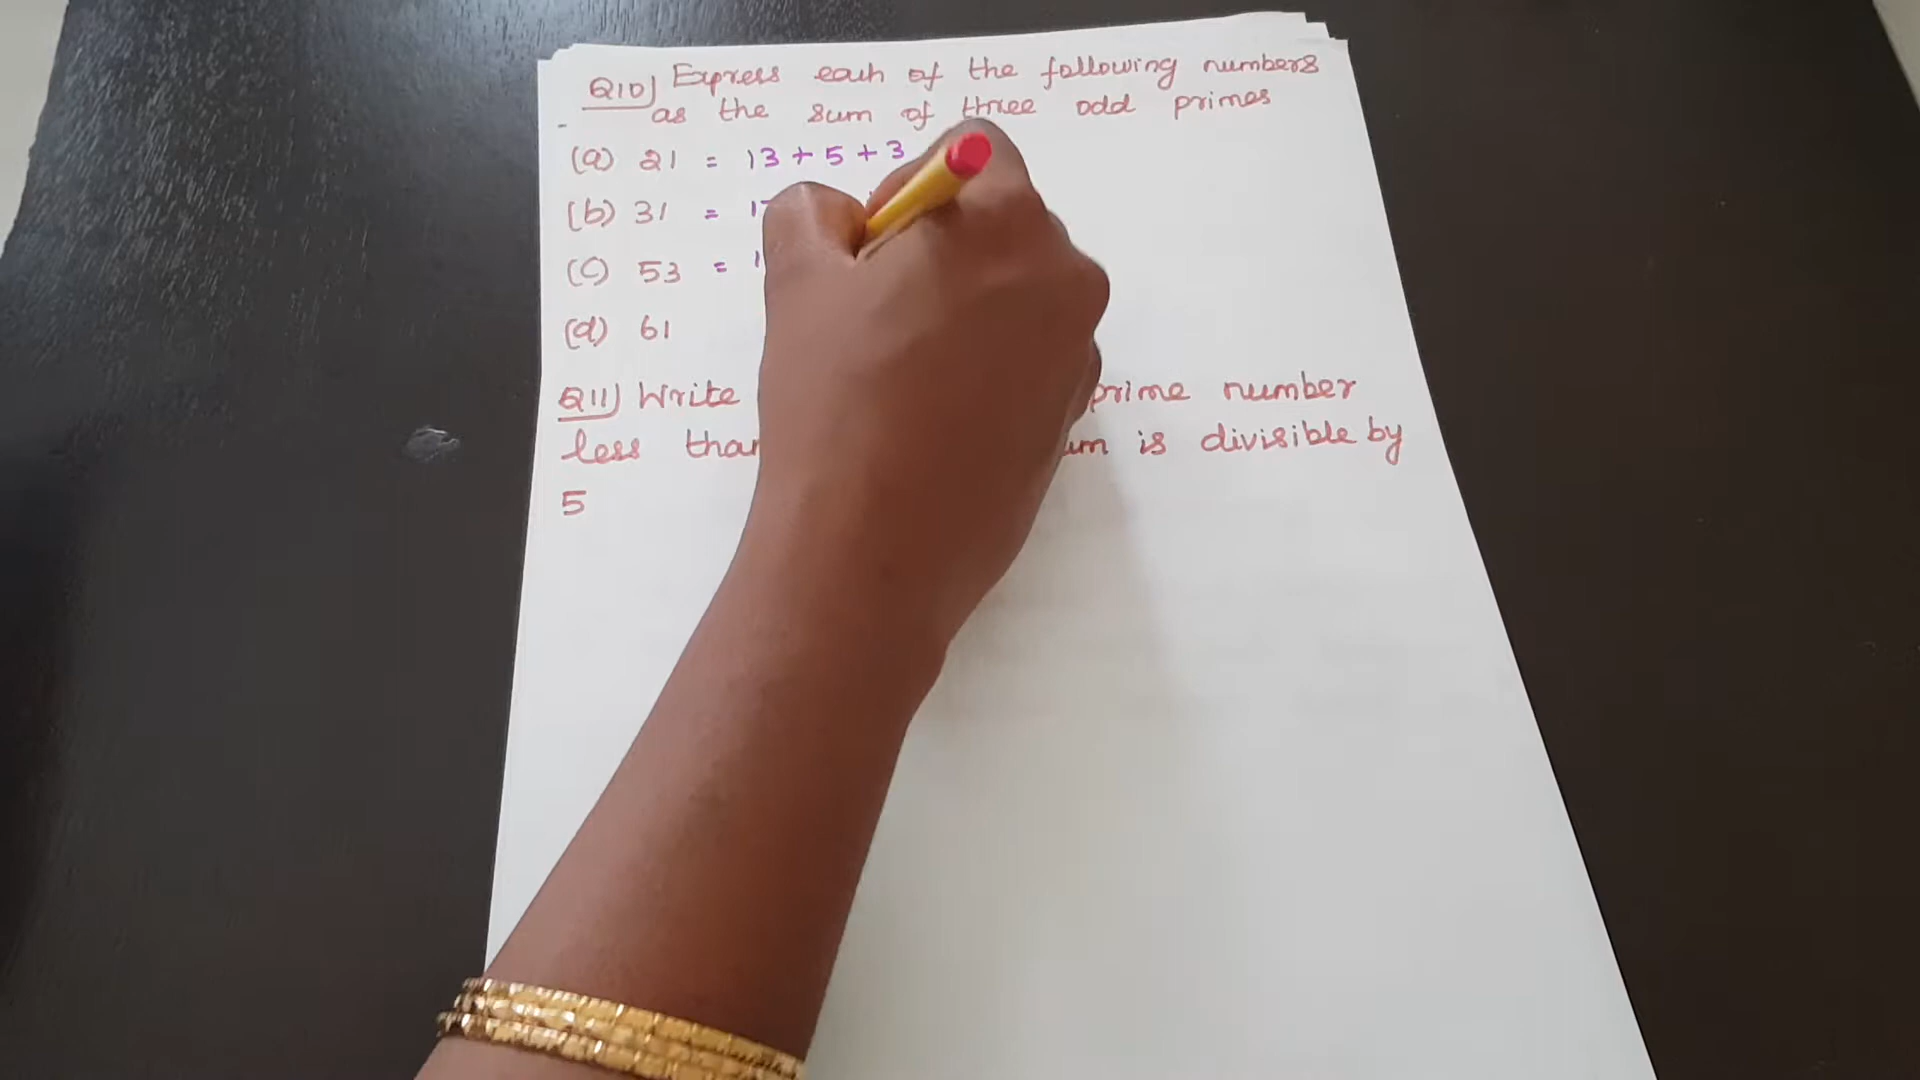 Q10) Express each of the following numbers
as the sum of three odd primes
(a) 21 = 13 + 5 + 3
(b) 31 =
(c) 53 =
(d) 61
Q11) Write prime number
less is divisible by
5